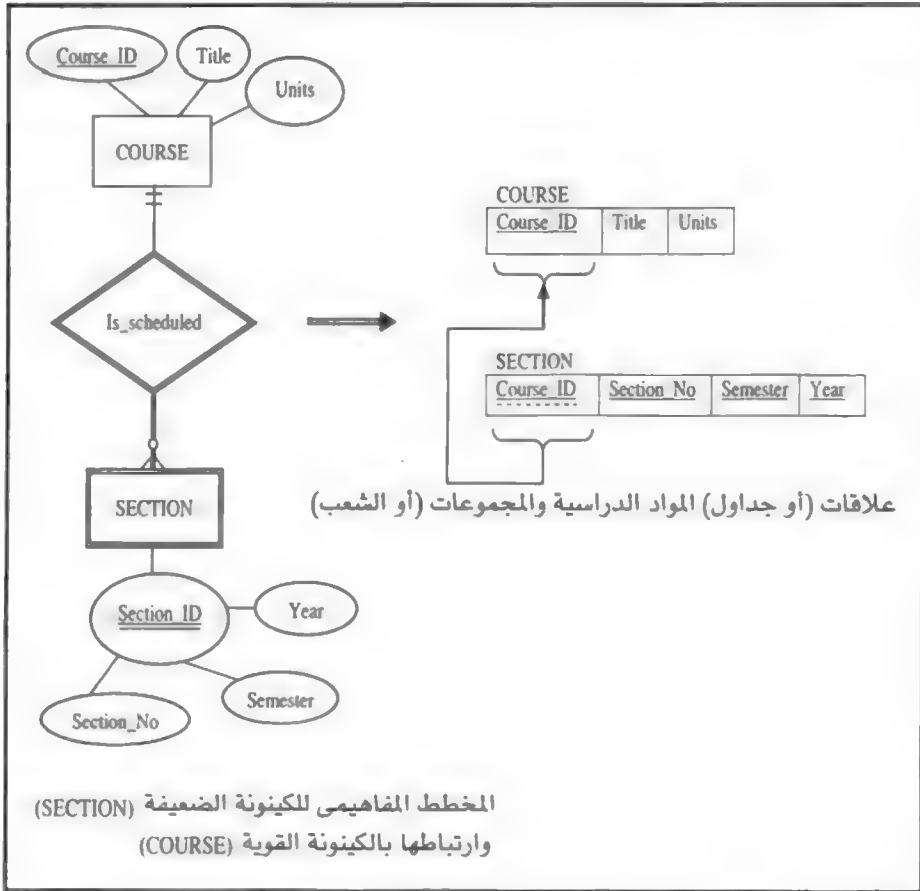 Course_ID
Title
Units
COURSE
Is_scheduled
SECTION
Section_ID
Year
Semester
Section_No
COURSE
Course_ID Title Units
SECTION
Course_ID Section_No Semester Year
علاقات (أو جداول) المواد الدراسية والمجموعات (أو الشعب)
المخطط المفاهيمى للكينونة الضعيفة (SECTION)
وارتباطها بالكينونة القوية (COURSE)